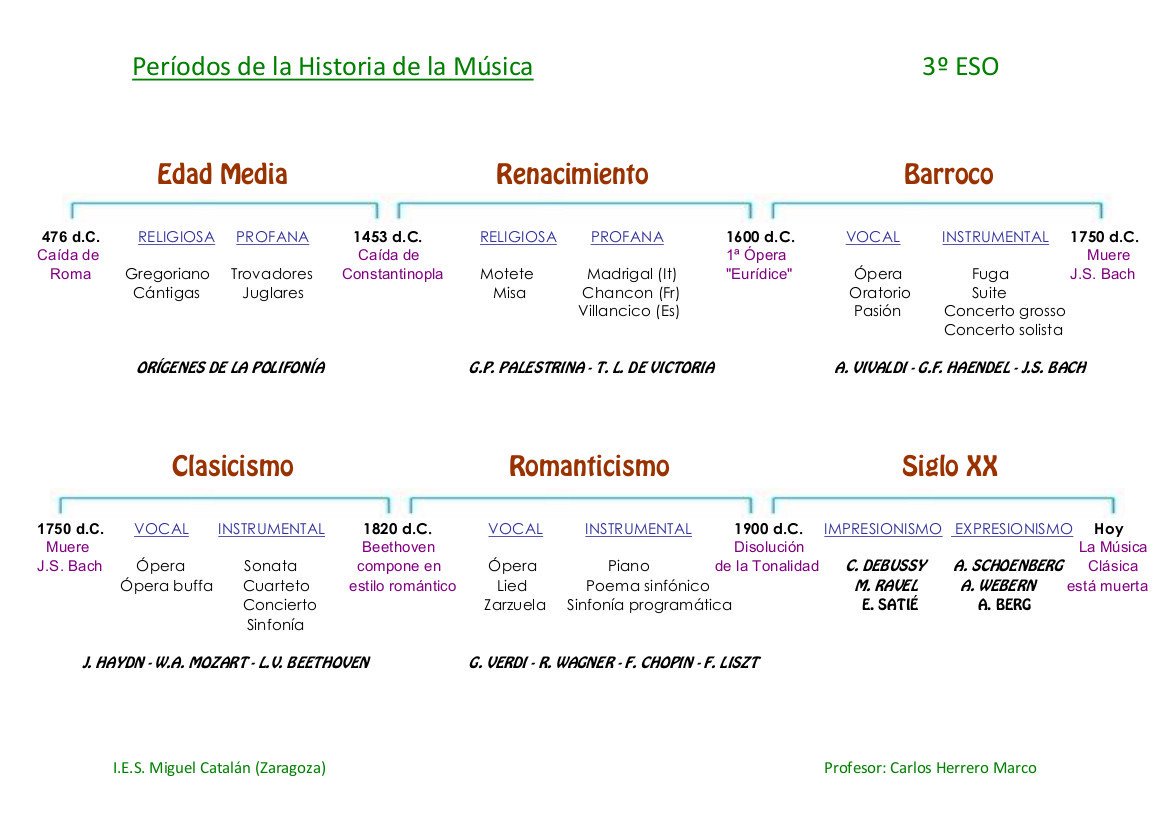 Períodos de la Historia de la Música 3º ESO
Edad Media Renacimiento Barroco
476 d.C. RELIGIOSA PROFANA 1453 d.C. RELIGIOSA PROFANA 1600 d.C. VOCAL INSTRUMENTAL 1750 d.C.
Caída de Caída de 1ª Ópera Muere
Roma Gregoriano Trovadores Constantinopla Motete Madrigal (It) "Eurídice" Ópera Fuga J.S. Bach
Cántigas Juglares Misa Chancon (Fr) Oratorio Suite
Villancico (Es) Pasión Concerto grosso
Concerto solista
ORÍGENES DE LA POLIFONÍA G.P. PALESTRINA - T. L. DE VICTORIA A. VIVALDI - G.F. HAENDEL - J.S. BACH
Clasicismo Romanticismo Siglo XX
1750 d.C. VOCAL INSTRUMENTAL 1820 d.C. VOCAL INSTRUMENTAL 1900 d.C. IMPRESIONISMO EXPRESIONISMO Hoy
Muere Beethoven Disolución La Música
J.S. Bach Ópera Sonata compone en Ópera Piano de la Tonalidad C. DEBUSSY A. SCHOENBERG Clásica
Ópera buffa Cuarteto estilo romántico Lied Poema sinfónico M. RAVEL A. WEBERN está muerta
Concierto Zarzuela Sinfonía programática E. SATIÉ A. BERG
Sinfonía
J. HAYDN - W.A. MOZART - L.V. BEETHOVEN G. VERDI - R. WAGNER - F. CHOPIN - F. LISZT
I.E.S. Miguel Catalán (Zaragoza) Profesor: Carlos Herrero Marco